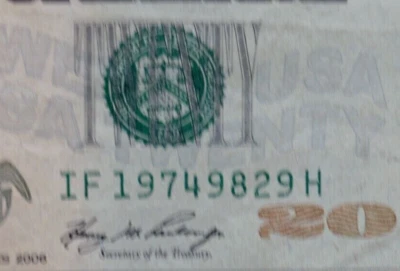 TWENTY
USA
TWENTY
IF 19749829 H
20
2006
Secretary of the Treasury.